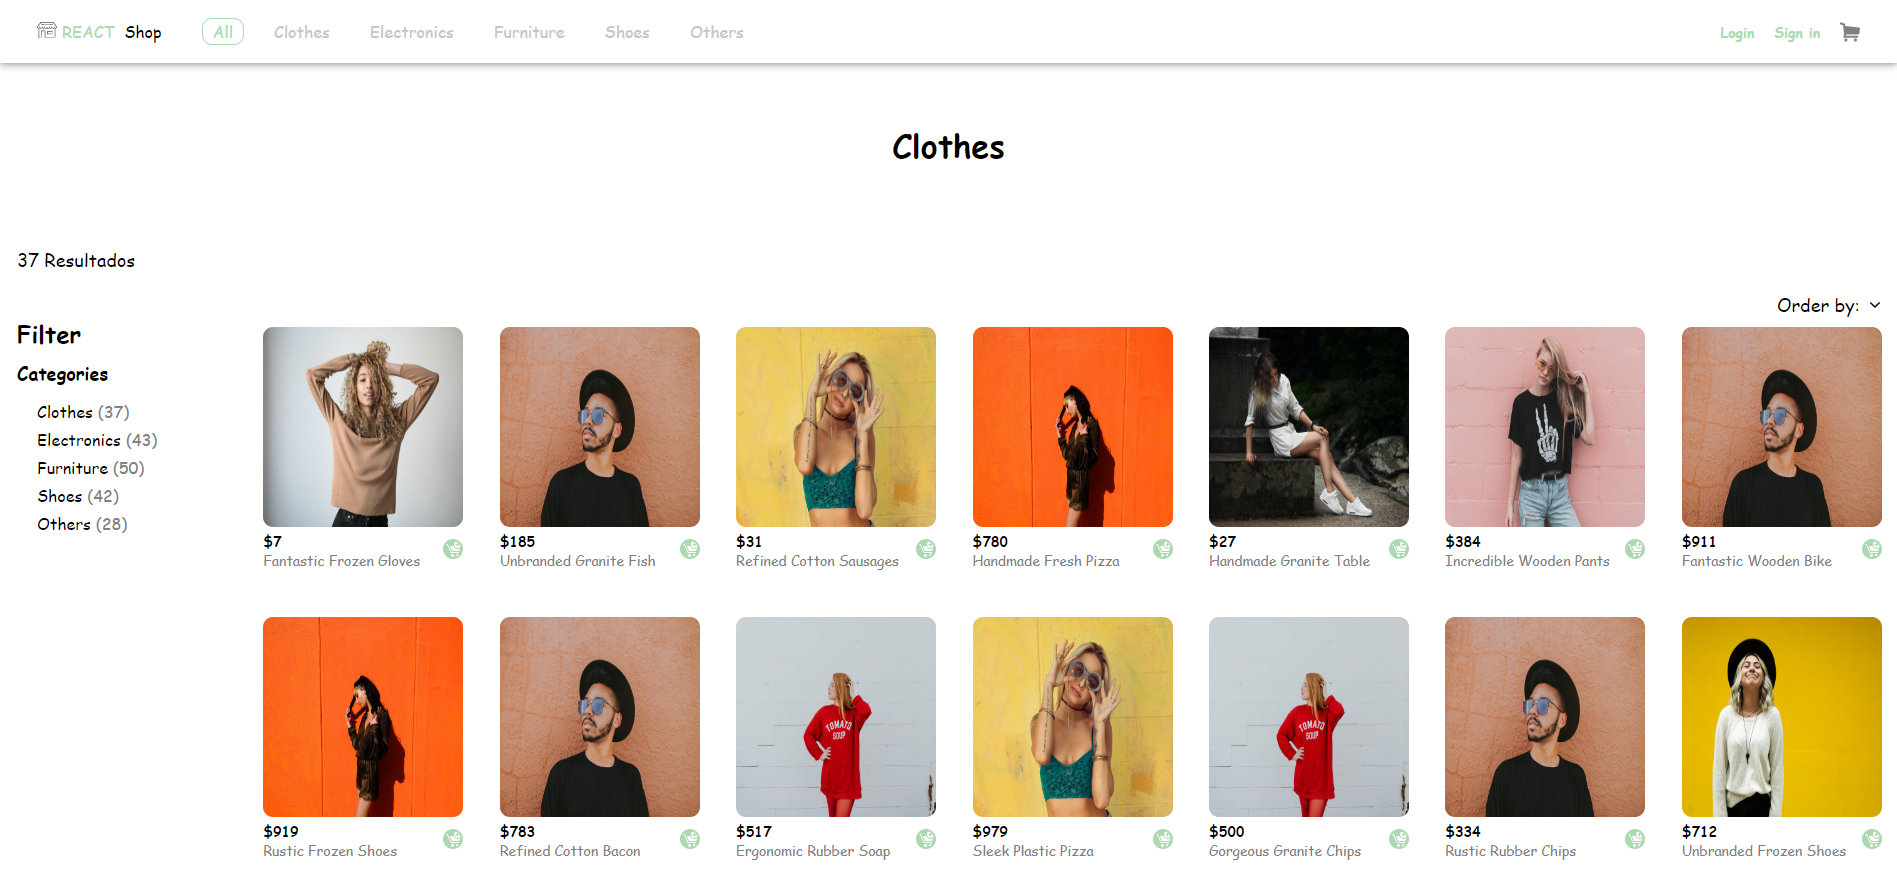 REACT Shop All Clothes Electronics Furniture Shoes Others Login Sign in
Clothes
37 Resultados
Order by:
Filter
Categories
Clothes (37)
Electronics (43)
Furniture (50)
Shoes (42)
Others (28)
$7
Fantastic Frozen Gloves
$185
Unbranded Granite Fish
$31
Refined Cotton Sausages
$780
Handmade Fresh Pizza
$27
Handmade Granite Table
$384
Incredible Wooden Pants
$911
Fantastic Wooden Bike
TOMATO
SOUP
TOMATO
SOUP
$919
Rustic Frozen Shoes
$783
Refined Cotton Bacon
$517
Ergonomic Rubber Soap
$979
Sleek Plastic Pizza
$500
Gorgeous Granite Chips
$334
Rustic Rubber Chips
$712
Unbranded Frozen Shoes